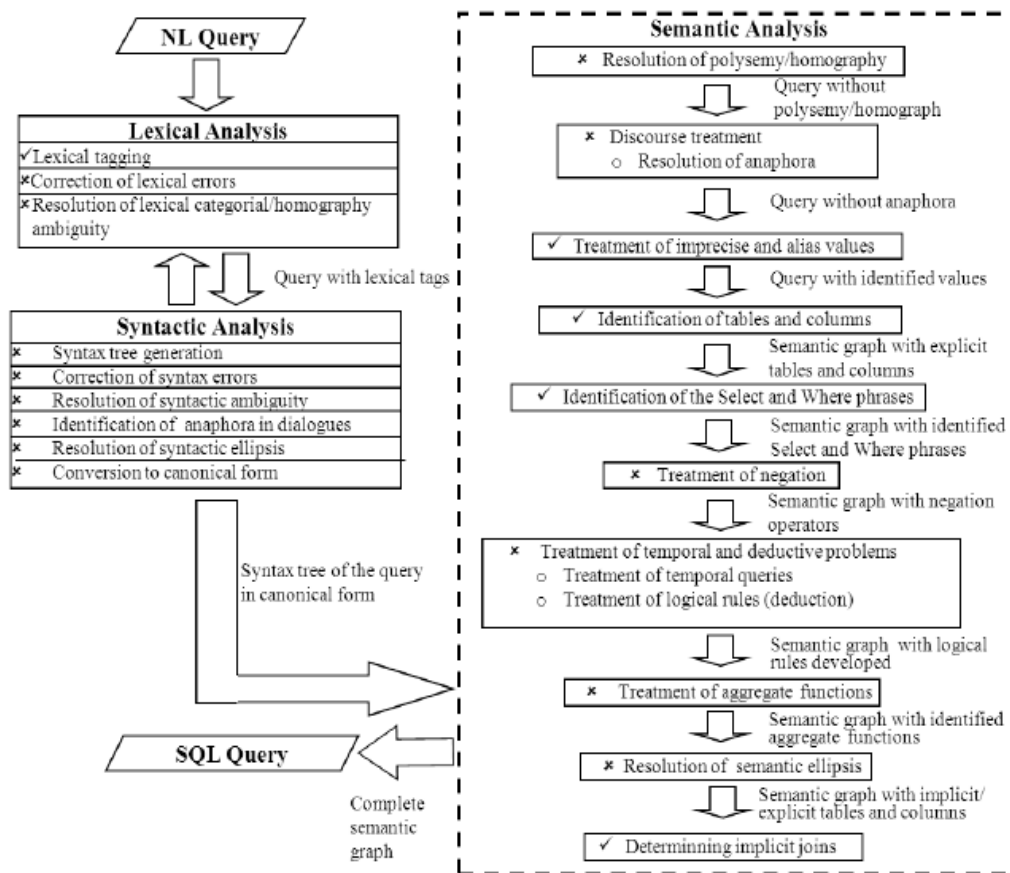 NL Query
Lexical Analysis
✓Lexical tagging
×Correction of lexical errors
×Resolution of lexical categorial/homography
ambiguity
Query with lexical tags
Syntactic Analysis
× Syntax tree generation
× Correction of syntax errors
× Resolution of syntactic ambiguity
× Identification of anaphora in dialogues
× Resolution of syntactic ellipsis
× Conversion to canonical form
Syntax tree of the query
in canonical form
SQL Query
Complete
semantic
graph
Semantic Analysis
× Resolution of polysemy/homography
Query without
polysemy/homograph
× Discourse treatment
○ Resolution of anaphora
Query without anaphora
✓ Treatment of imprecise and alias values
Query with identified values
✓ Identification of tables and columns
Semantic graph with explicit
tables and columns
✓ Identification of the Select and Where phrases
Semantic graph with identified
Select and Where phrases
× Treatment of negation
Semantic graph with negation
operators
× Treatment of temporal and deductive problems
○ Treatment of temporal queries
○ Treatment of logical rules (deduction)
Semantic graph with logical
rules developed
× Treatment of aggregate functions
Semantic graph with identified
aggregate functions
× Resolution of semantic ellipsis
Semantic graph with implicit/
explicit tables and columns
✓ Determinning implicit joins